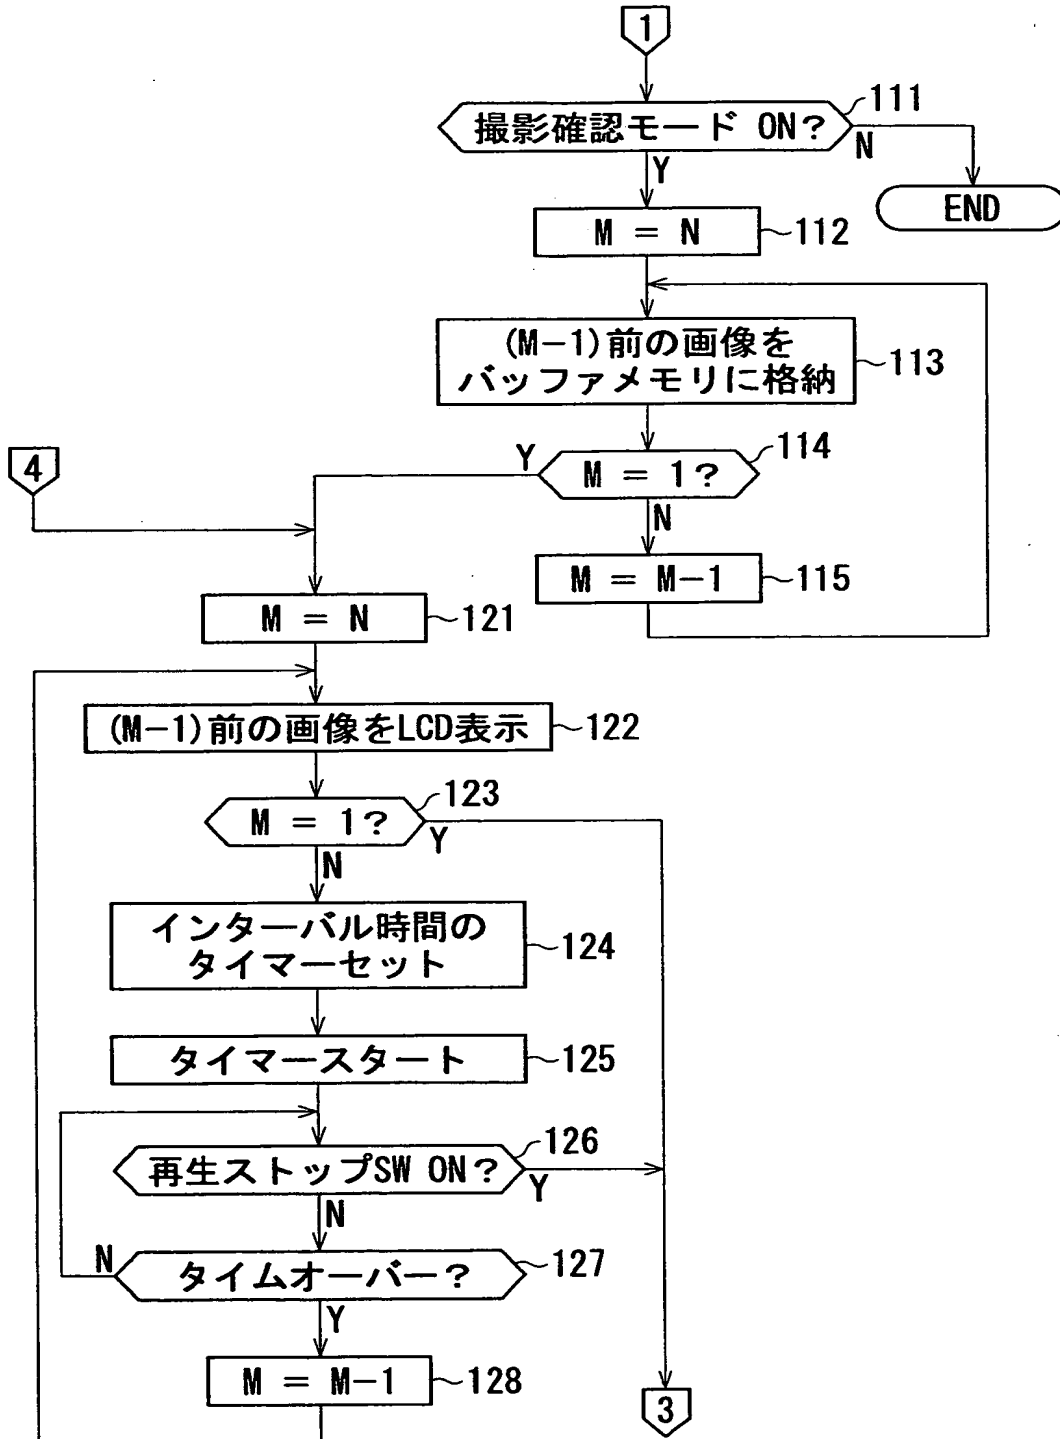 1
撮影確認モード ON?
111
N
Y
END
M = N
112
(M-1)前の画像を
バッファメモリに格納
113
4
Y
M = 1?
114
N
M = M-1
115
M = N
121
(M-1)前の画像をLCD表示
122
M = 1?
123
Y
N
インターバル時間の
タイマーセット
124
タイマースタート
125
再生ストップSW ON?
126
Y
N
N
タイムオーバー?
127
Y
M = M-1
128
3